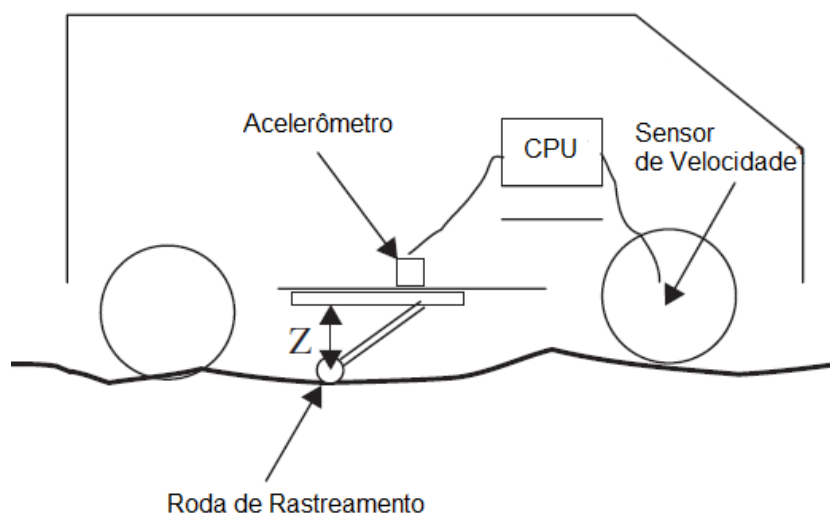 Acelerômetro
CPU
Sensor
de Velocidade
Z
Roda de Rastreamento